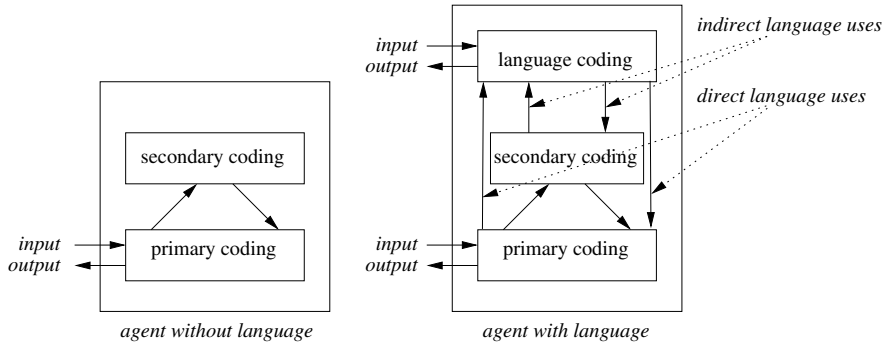 secondary coding
input
output
primary coding
agent without language
indirect language uses
input
output
language coding
direct language uses
secondary coding
input
output
primary coding
agent with language